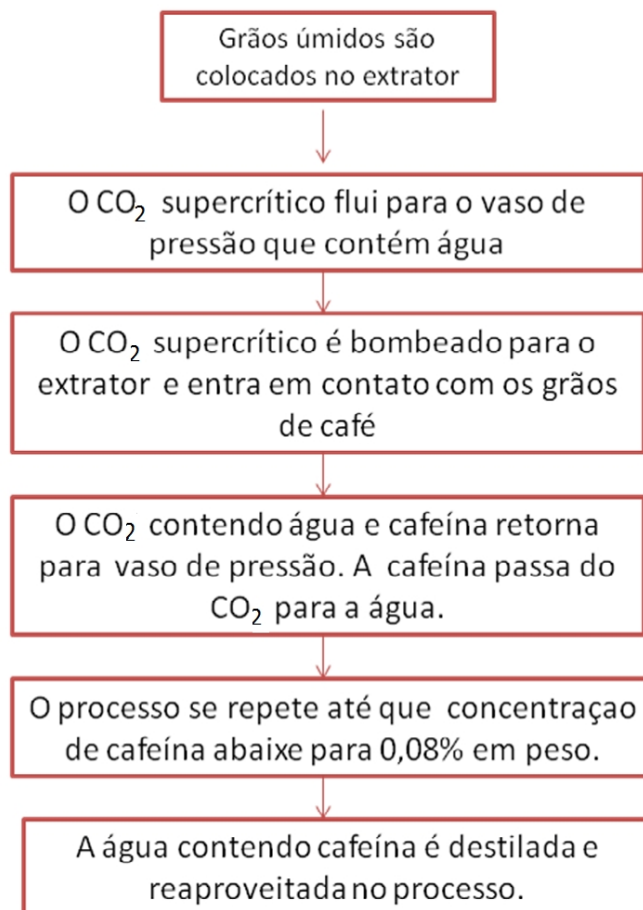 Grãos úmidos são
colocados no extrator
O CO₂ supercrítico flui para o vaso de
pressão que contém água
O CO₂ supercrítico é bombeado para o
extrator e entra em contato com os grãos
de café
O CO₂ contendo água e cafeína retorna
para vaso de pressão. A cafeína passa do
CO₂ para a água.
O processo se repete até que concentraçao
de cafeína abaixe para 0,08% em peso.
A água contendo cafeína é destilada e
reaproveitada no processo.